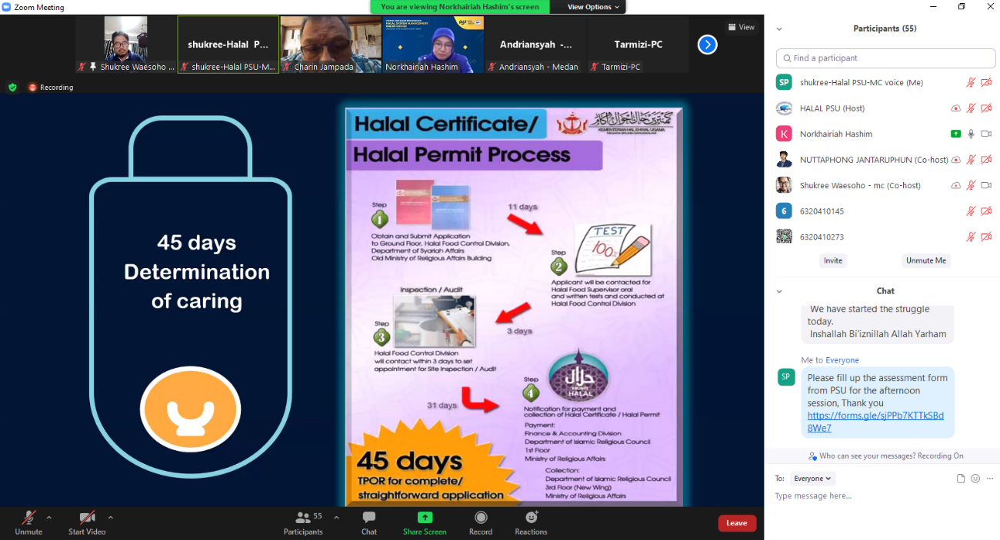 Zoom Meeting
You are viewing Norkhairiah Hashim's screen
View Options
shukree-Halal P...
Andriansyah -...
Tarmizi-PC
Shukree Waesoho ...
shukree-Halal PSU-M...
Charin Jampada
Norkhairiah Hashim
Andriansyah - Medan
Tarmizi-PC
View
Recording
45 days
Determination
of caring
Halal Certificate/
Halal Permit Process
KEMENTERIAN HAL EHWAL UGAMA
Step
1
11 days
Obtain and Submit Application
to Ground Floor, Halal Food Control Division,
Department of Syariah Affairs
Old Ministry of Religious Affairs Building
TEST
100%
Step
2
Applicant will be contacted for
Halal Food Supervisor oral
and written tests and conducted at
Halal Food Control Division
Inspection / Audit
Step
3
3 days
Halal Food Control Division
will contact within 3 days to set
appointment for Site Inspection / Audit
31 days
Step
4
حلال
HALAL
Notification for payment and
collection of Halal Certificate / Halal Permit
Payment:
Finance & Accounting Division
Department of Islamic Religious Council
1st Floor
Ministry of Religious Affairs
Collection:
Department of Islamic Religious Council
3rd Floor (New Wing)
Ministry of Religious Affairs
45 days
TPOR for complete/
straightforward application
Participants (55)
Find a participant
SP
shukree-Halal PSU-MC voice (Me)
HALAL PSU (Host)
K
Norkhairiah Hashim
NUTTAPHONG JANTARUPHUN (Co-host)
Shukree Waesoho - mc (Co-host)
6
6320410145
6320410273
Invite
Unmute Me
Chat
We have started the struggle
today.
Inshallah Bi'iznillah Allah Yarham
Me to Everyone
SP
Please fill up the assessment form
from PSU for the afternoon
session, Thank you
https://forms.gle/sjPPb7KTTkSBd
8We7
Who can see your messages? Recording On
To: Everyone
Type message here...
Unmute
Start Video
55
Participants
Chat
Share Screen
Record
Reactions
Leave